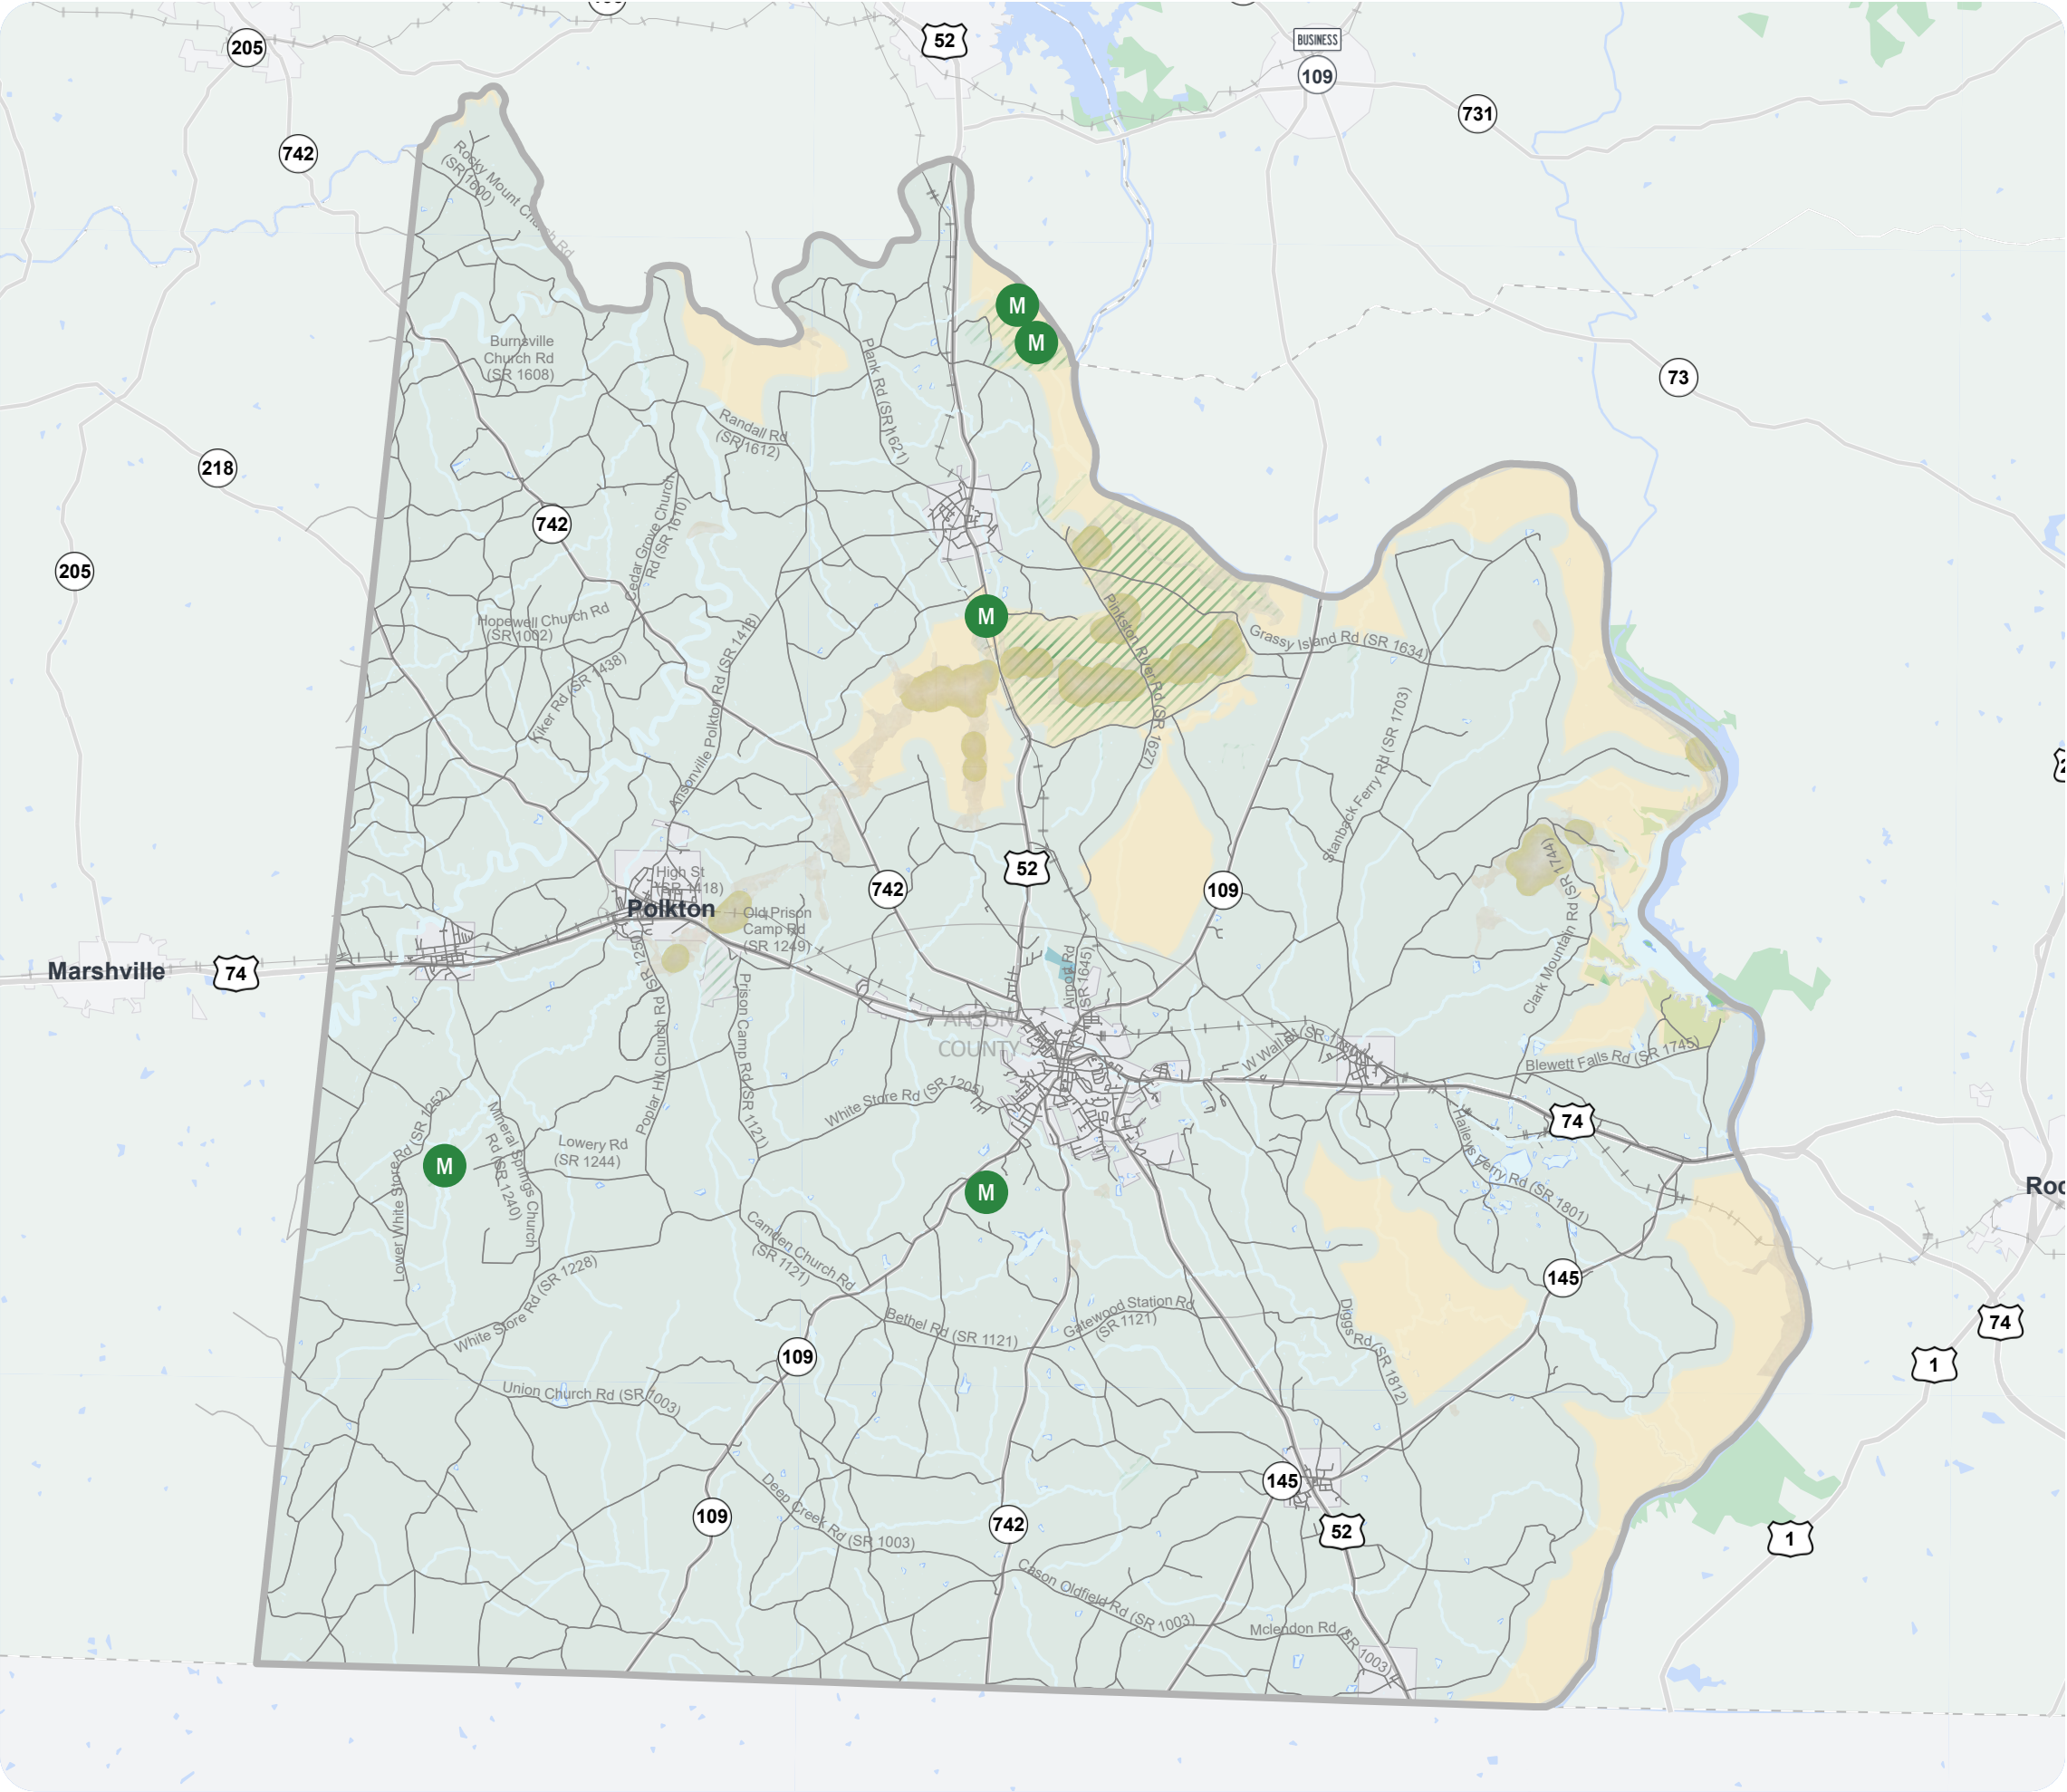 52
BUSINESS
109
205
731
742
Rocky Mount Church Rd
(SR 1600)
M
M
Burnsville
Church Rd
(SR 1608)
73
Plank Rd (SR 1621)
Randall Rd
(SR 1612)
218
742
205
Cedar Grove Church
Rd (SR 1610)
Hopewell Church Rd
(SR 1002)
M
Pinkston River Rd (SR 1627)
Grassy Island Rd (SR 1634)
Kiker Rd (SR 1438)
Ansonville Polkton Rd (SR 1418)
Stanback Ferry Rd (SR 1703)
High St
(SR 1418)
Polkton
Old Prison
Camp Rd
(SR 1249)
742
52
109
(SR 1744)
Clark Mountain Rd
Marshville
74
(SR 1250)
Poplar Hill Church Rd
Prison Camp Rd (SR 1121)
Airport Rd
(SR 1645)
ANSON
COUNTY
W Wall St
Blewett Falls Rd (SR 1745)
White Store Rd (SR 1205)
74
Haileys Ferry Rd (SR 1801)
Lower White Store Rd (SR 1252)
M
Mineral Springs Church
Rd (SR 1240)
Lowery Rd
(SR 1244)
M
Camden Church Rd
(SR 1121)
White Store Rd (SR 1228)
Bethel Rd (SR 1121)
Gatewood Station Rd
(SR 1121)
Diggs Rd (SR 1812)
145
74
1
109
Union Church Rd (SR 1003)
Deep Creek Rd (SR 1003)
109
742
145
52
1
Cason Oldfield Rd (SR 1003)
Mclendon Rd (SR 1003)